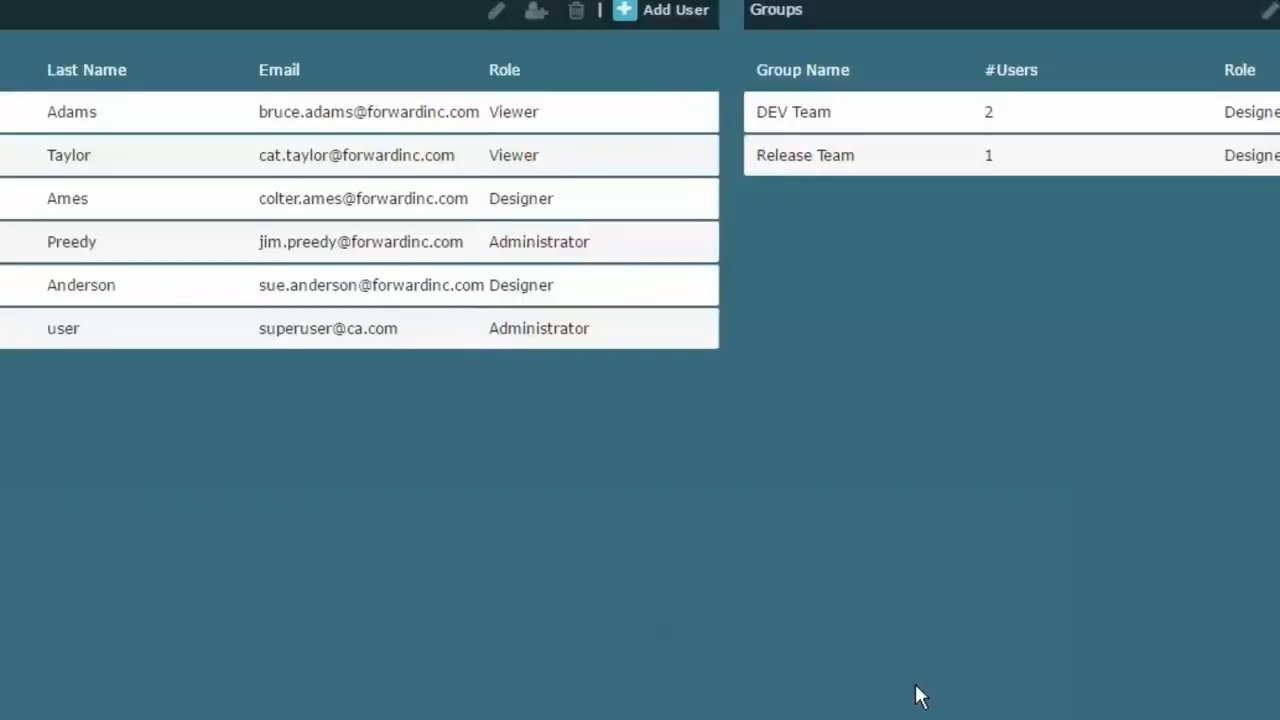 Add User
Last Name Email Role
Adams bruce.adams@forwardinc.com Viewer
Taylor cat.taylor@forwardinc.com Viewer
Ames colter.ames@forwardinc.com Designer
Preedy jim.preedy@forwardinc.com Administrator
Anderson sue.anderson@forwardinc.com Designer
user superuser@ca.com Administrator
Groups
Group Name #Users Role
DEV Team 2 Designe
Release Team 1 Designe